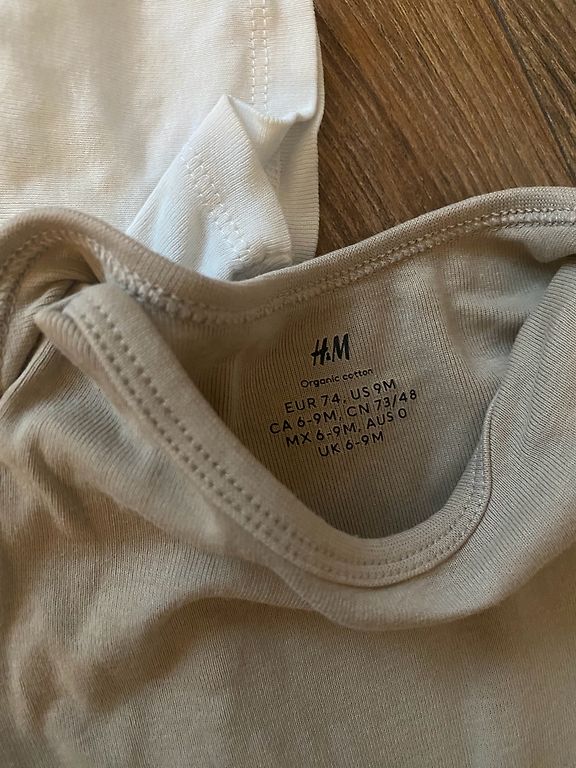 H&M
Organic cotton
EUR 74, US 9M
CA 6-9M, CN 73/48
MX 6-9M, AUS 0
UK 6-9M